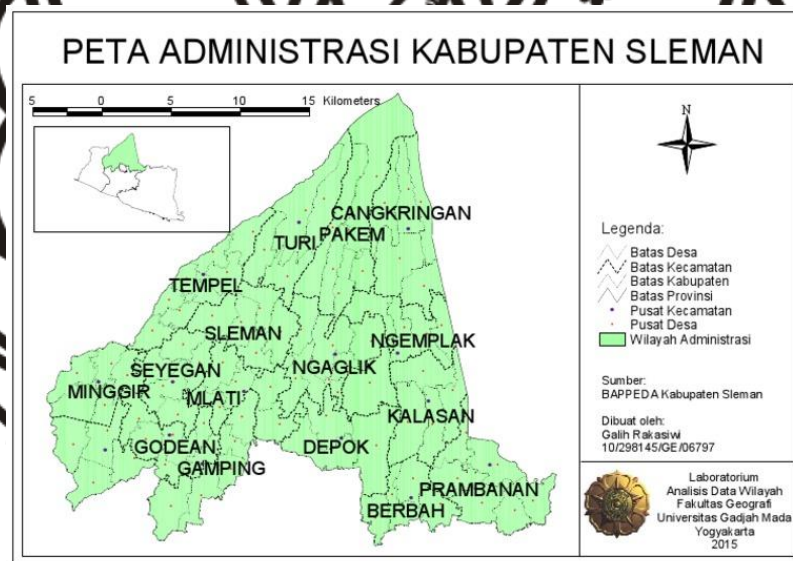 PETA ADMINISTRASI KABUPATEN SLEMAN
5 0 5 10 15 Kilometers
CANGKRINGAN
TURI
PAKEM
TEMPEL
SLEMAN
NGEMPLAK
SEYEGAN
NGAGLIK
MINGGIR
MLATI
KALASAN
GODEAN
DEPOK
GAMPING
PRAMBANAN
BERBAH
N
Legenda:
Batas Desa
Batas Kecamatan
Batas Kabupaten
Batas Provinsi
Pusat Kecamatan
Pusat Desa
Wilayah Administrasi
Sumber:
BAPPEDA Kabupaten Sleman
Dibuat oleh:
Galih Rakasiwi
10/298145/GE/06797
Laboratorium
Analisis Data Wilayah
Fakultas Geografi
Universitas Gadjah Mada
Yogyakarta
2015